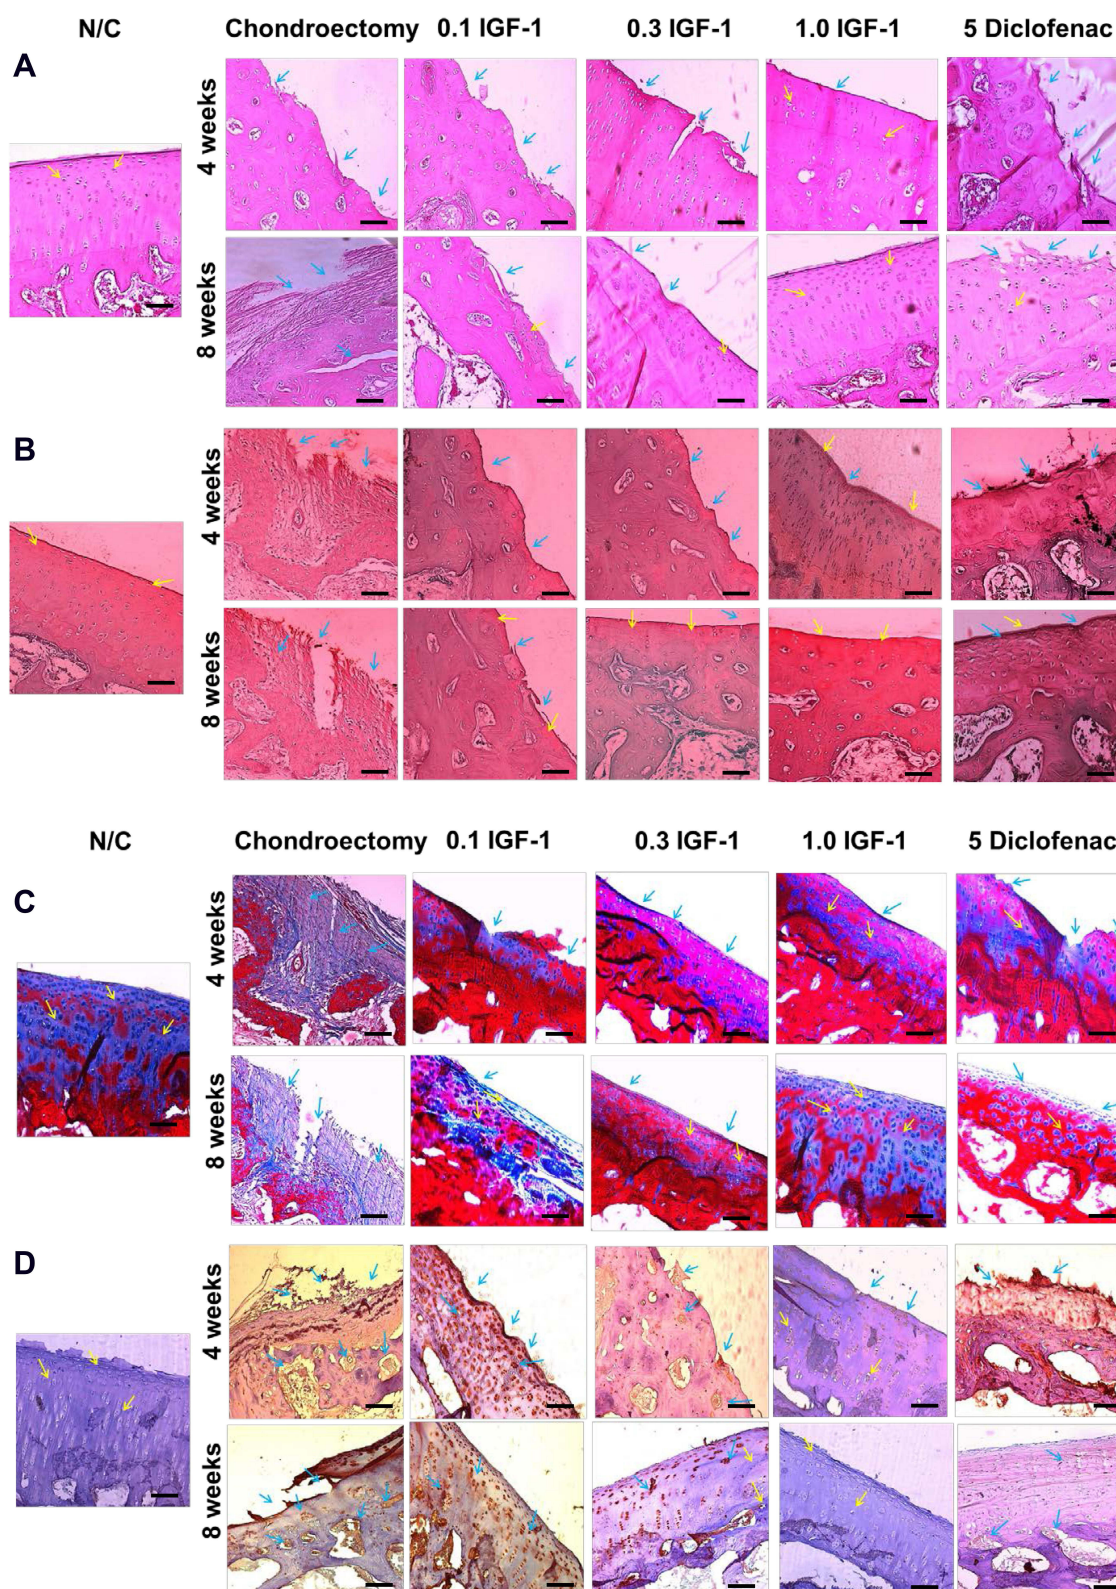 N/C Chondroectomy 0.1 IGF-1 0.3 IGF-1 1.0 IGF-1 5 Diclofenac
A
4 weeks
8 weeks
B
4 weeks
8 weeks
N/C Chondroectomy 0.1 IGF-1 0.3 IGF-1 1.0 IGF-1 5 Diclofenac
C
4 weeks
8 weeks
D
4 weeks
8 weeks